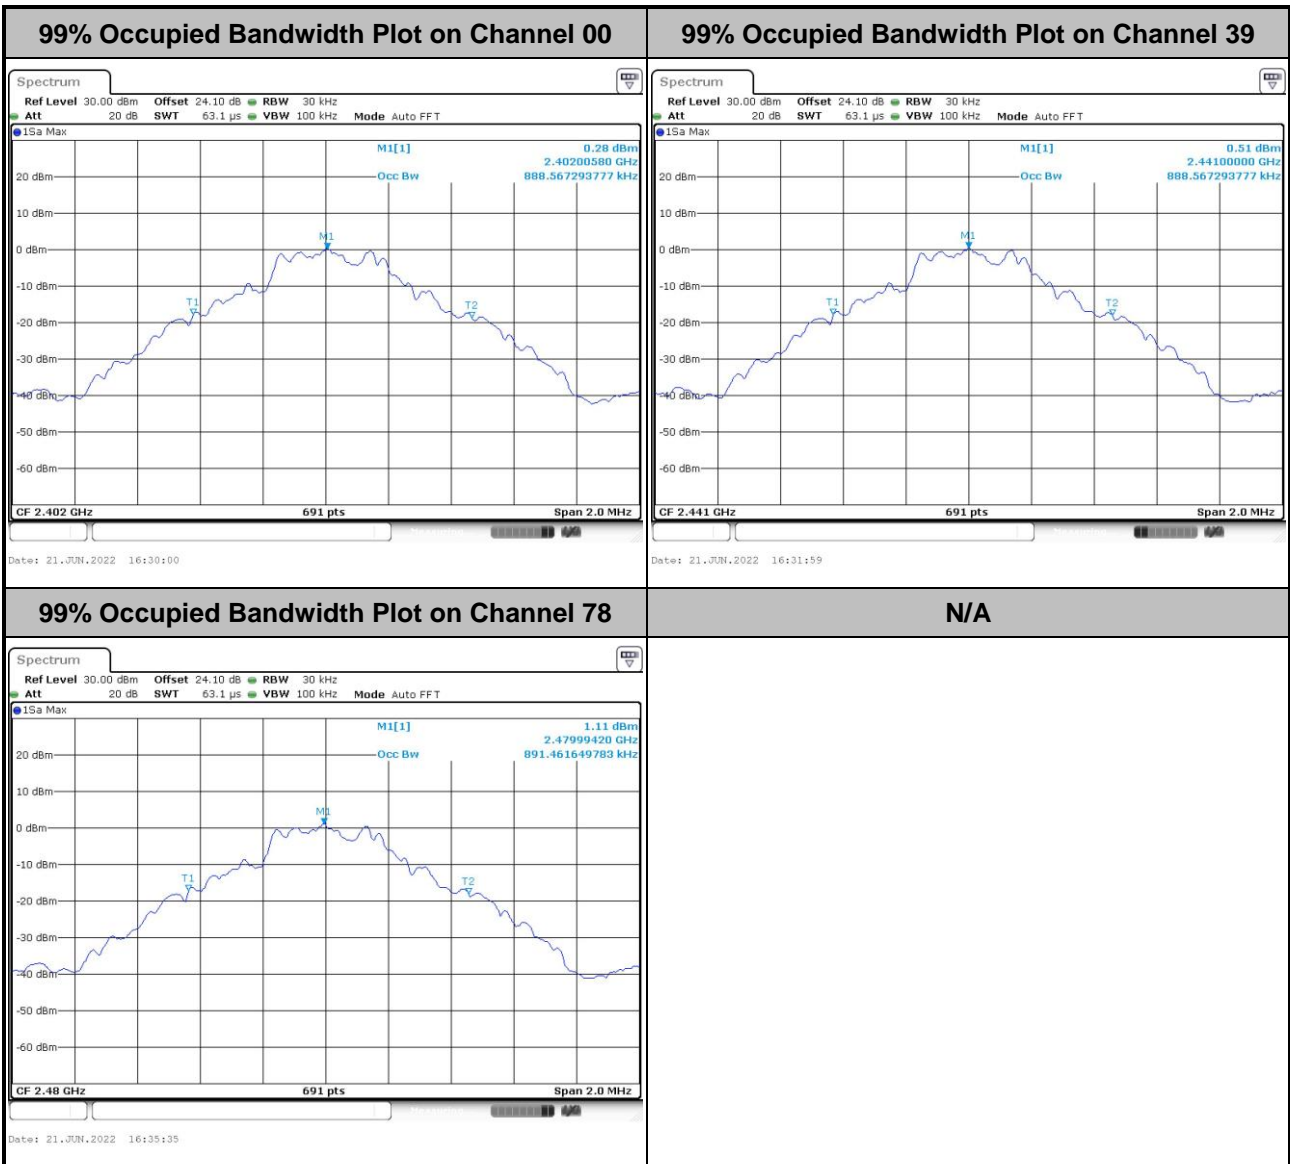 99% Occupied Bandwidth Plot on Channel 00
Spectrum
Ref Level 30.00 dBm Offset 24.10 dB RBW 30 kHz
Att 20 dB SWT 63.1 µs VBW 100 kHz Mode Auto FFT
1Sa Max
M1[1] 0.28 dBm
2.40200580 GHz
Occ Bw 888.567293777 kHz
20 dBm
10 dBm
M1
0 dBm
-10 dBm
T1
T2
-20 dBm
-30 dBm
-40 dBm
-50 dBm
-60 dBm
CF 2.402 GHz 691 pts Span 2.0 MHz
Date: 21.JUN.2022 16:30:00
99% Occupied Bandwidth Plot on Channel 39
Spectrum
Ref Level 30.00 dBm Offset 24.10 dB RBW 30 kHz
Att 20 dB SWT 63.1 µs VBW 100 kHz Mode Auto FFT
1Sa Max
M1[1] 0.51 dBm
2.44100000 GHz
Occ Bw 888.567293777 kHz
20 dBm
10 dBm
M1
0 dBm
-10 dBm
T1
T2
-20 dBm
-30 dBm
-40 dBm
-50 dBm
-60 dBm
CF 2.441 GHz 691 pts Span 2.0 MHz
Date: 21.JUN.2022 16:31:59
99% Occupied Bandwidth Plot on Channel 78
Spectrum
Ref Level 30.00 dBm Offset 24.10 dB RBW 30 kHz
Att 20 dB SWT 63.1 µs VBW 100 kHz Mode Auto FFT
1Sa Max
M1[1] 1.11 dBm
2.47999420 GHz
Occ Bw 891.461649783 kHz
20 dBm
10 dBm
M1
0 dBm
-10 dBm
T1
T2
-20 dBm
-30 dBm
-40 dBm
-50 dBm
-60 dBm
CF 2.48 GHz 691 pts Span 2.0 MHz
Date: 21.JUN.2022 16:35:35
N/A